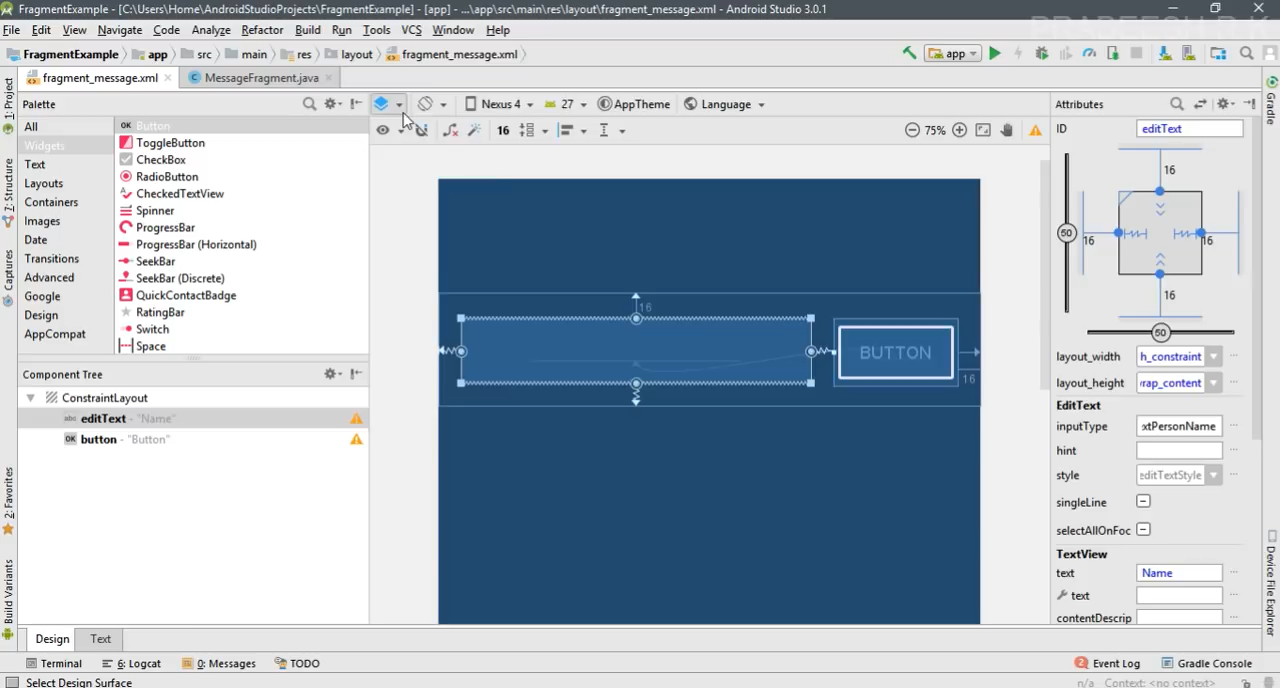 FragmentExample - [C:\Users\Home\AndroidStudioProjects\FragmentExample] - [app] - ...\app\src\main\res\layout\fragment_message.xml - Android Studio 3.0.1
File Edit View Navigate Code Analyze Refactor Build Run Tools VCS Window Help
FragmentExample app src main res layout fragment_message.xml app
fragment_message.xml MessageFragment.java
Palette Nexus 4 27 AppTheme Language Attributes
16 75%
All
Widgets
Text
Layouts
Containers
Images
Date
Transitions
Advanced
Google
Design
AppCompat
OK Button
ToggleButton
CheckBox
RadioButton
CheckedTextView
Spinner
ProgressBar
ProgressBar (Horizontal)
SeekBar
SeekBar (Discrete)
QuickContactBadge
RatingBar
Switch
Space
Component Tree
ConstraintLayout
abc editText - "Name"
OK button - "Button"
16
BUTTON
16
ID editText
16
50 16 16
16
50
layout_width h_constraint
layout_height wrap_content
EditText
inputType xtPersonName
hint
style editTextStyle
singleLine
selectAllOnFoc
TextView
text Name
text
contentDescrip
1: Project
Z: Structure
Captures
2: Favorites
Build Variants
Gradle
Device File Explorer
Design Text
Terminal 6: Logcat 0: Messages TODO 2 Event Log Gradle Console
Select Design Surface n/a Context: <no context>